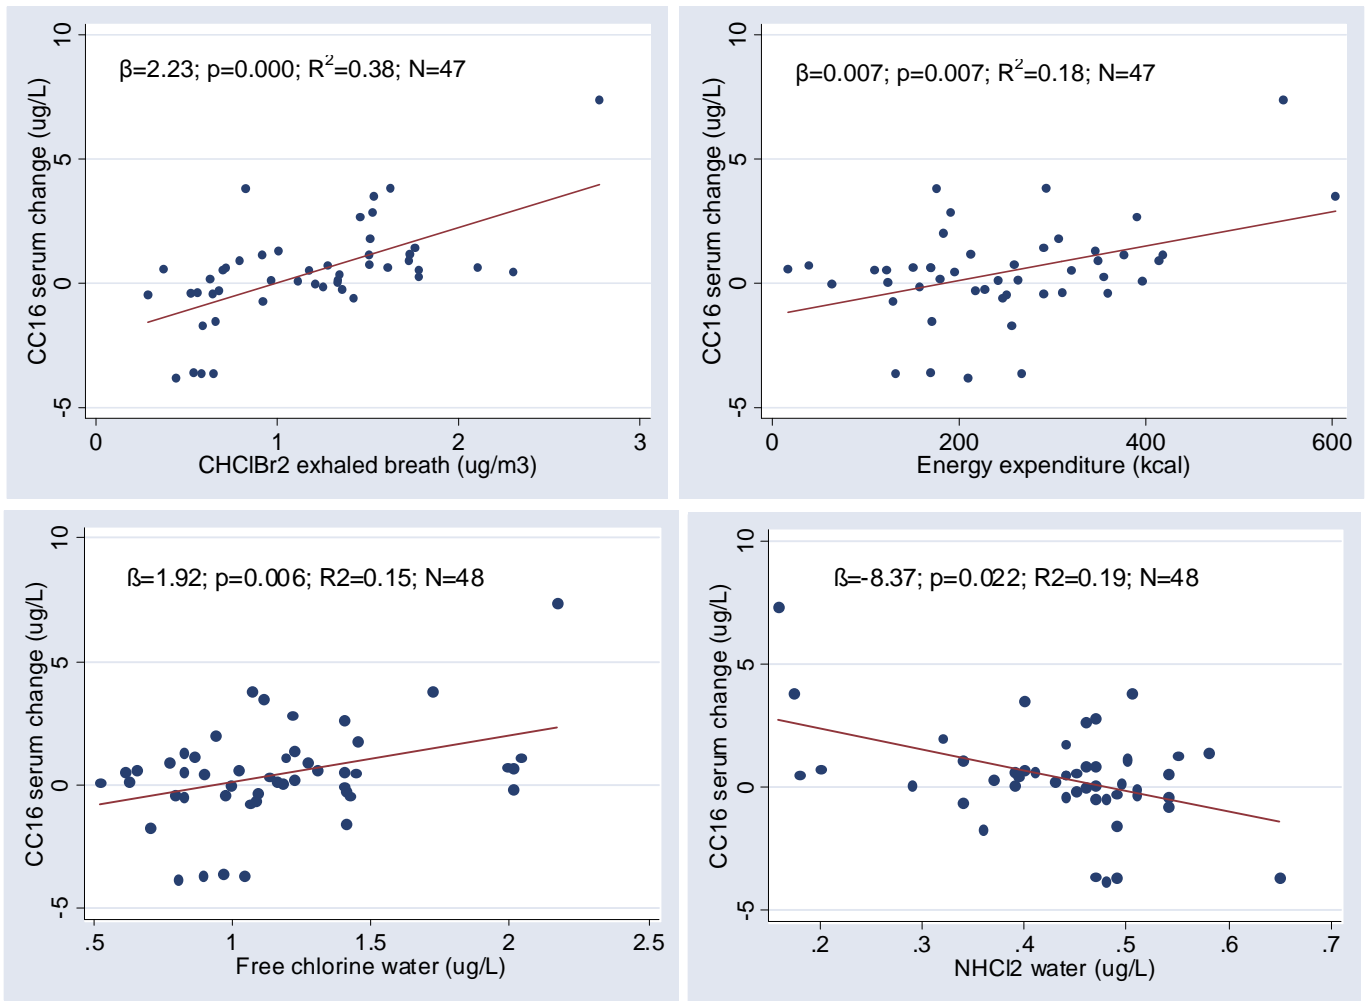 β=2.23; p=0.000; R²=0.38; N=47
CC16 serum change (ug/L)
10
5
0
-5
0 1 2 3
CHClBr2 exhaled breath (ug/m3)
β=0.007; p=0.007; R²=0.18; N=47
CC16 serum change (ug/L)
10
5
0
-5
0 200 400 600
Energy expenditure (kcal)
ß=1.92; p=0.006; R2=0.15; N=48
CC16 serum change (ug/L)
10
5
0
-5
.5 1 1.5 2 2.5
Free chlorine water (ug/L)
ß=-8.37; p=0.022; R2=0.19; N=48
CC16 serum change (ug/L)
10
5
0
-5
.2 .3 .4 .5 .6 .7
NHCl2 water (ug/L)